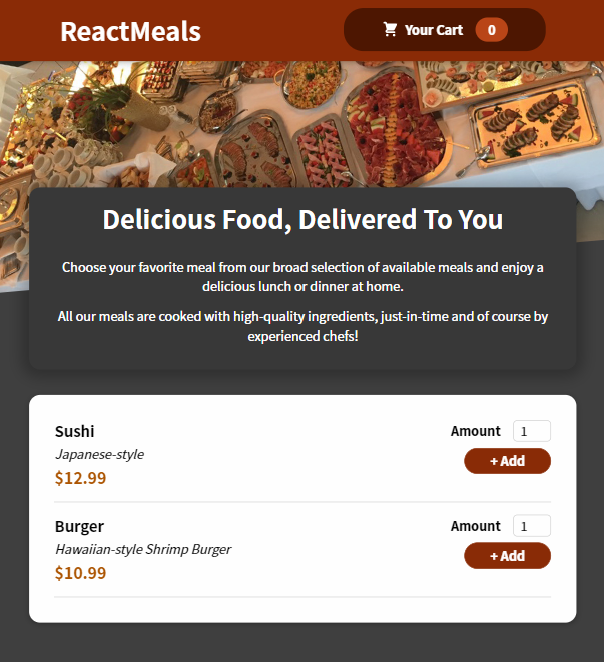 ReactMeals
Your Cart 0
Delicious Food, Delivered To You
Choose your favorite meal from our broad selection of available meals and enjoy a
delicious lunch or dinner at home.
All our meals are cooked with high-quality ingredients, just-in-time and of course by
experienced chefs!
Sushi
Japanese-style
$12.99
Amount 1
+ Add
Burger
Hawaiian-style Shrimp Burger
$10.99
Amount 1
+ Add